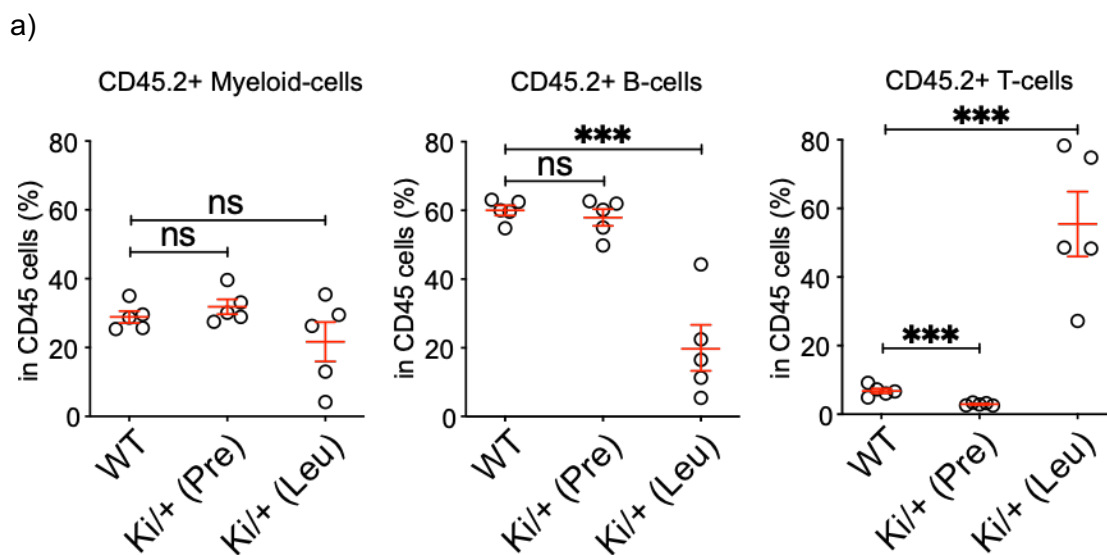 a)
CD45.2+ Myeloid-cells
in CD45 cells (%)
80
60
40
20
0
ns
ns
WT
Ki/+ (Pre)
Ki/+ (Leu)
CD45.2+ B-cells
in CD45 cells (%)
80
60
40
20
0
***
ns
WT
Ki/+ (Pre)
Ki/+ (Leu)
CD45.2+ T-cells
in CD45 cells (%)
80
60
40
20
0
***
***
WT
Ki/+ (Pre)
Ki/+ (Leu)